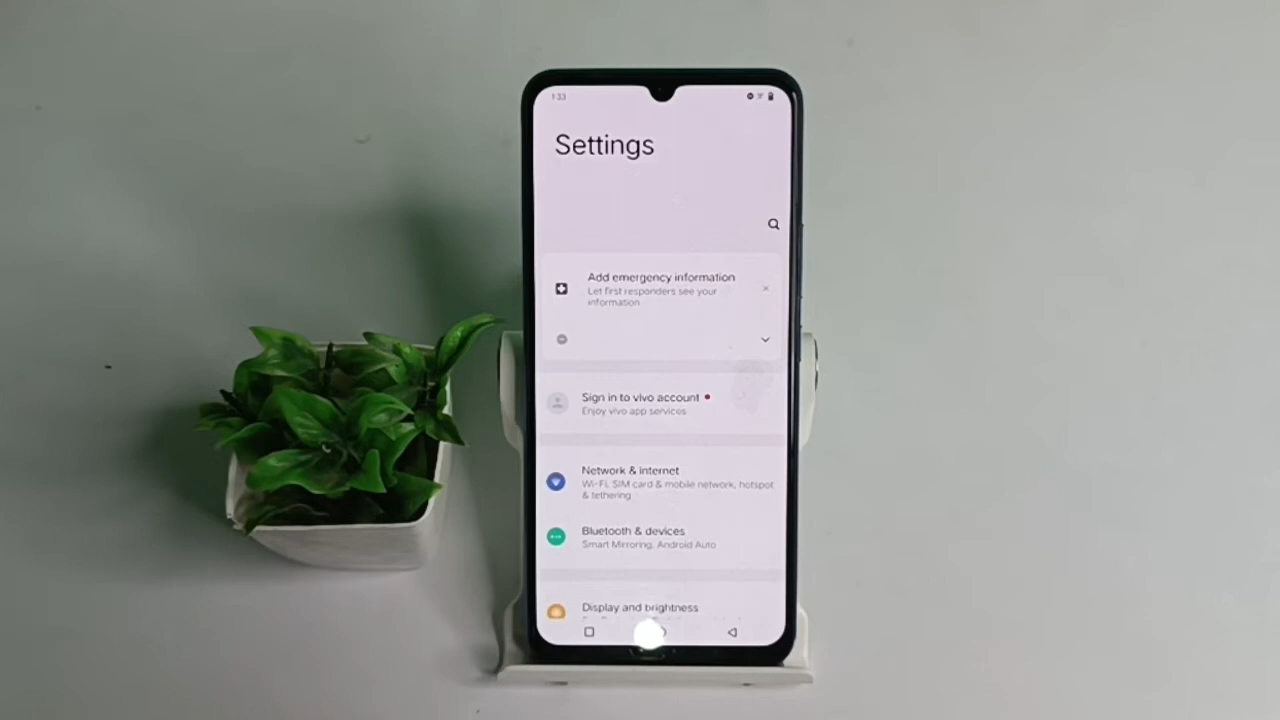 1:33
Settings
Add emergency information
Let first responders see your
information
Sign in to vivo account
Enjoy vivo app services
Network & internet
Wi-Fi, SIM card & mobile network, hotspot
& tethering
Bluetooth & devices
Smart Mirroring, Android Auto
Display and brightness